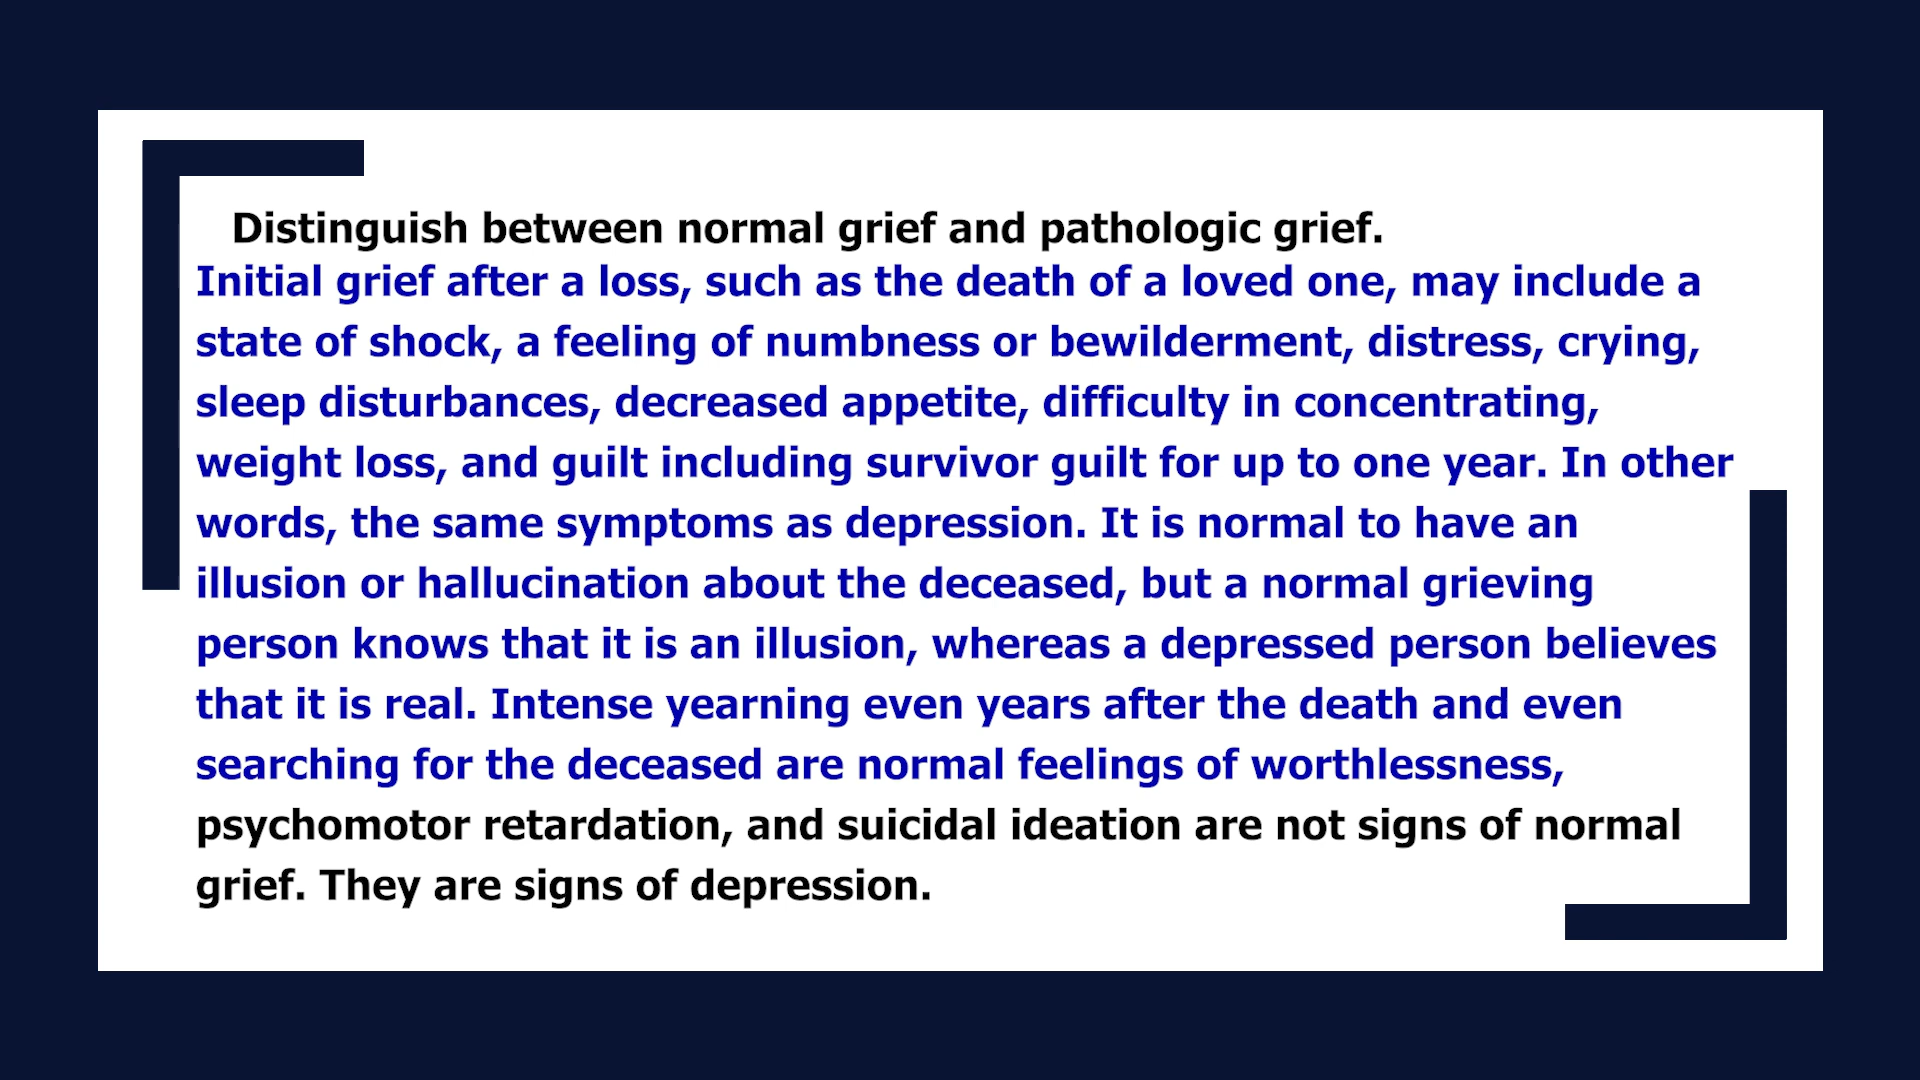 Distinguish between normal grief and pathologic grief.
Initial grief after a loss, such as the death of a loved one, may include a
state of shock, a feeling of numbness or bewilderment, distress, crying,
sleep disturbances, decreased appetite, difficulty in concentrating,
weight loss, and guilt including survivor guilt for up to one year. In other
words, the same symptoms as depression. It is normal to have an
illusion or hallucination about the deceased, but a normal grieving
person knows that it is an illusion, whereas a depressed person believes
that it is real. Intense yearning even years after the death and even
searching for the deceased are normal feelings of worthlessness,
psychomotor retardation, and suicidal ideation are not signs of normal
grief. They are signs of depression.